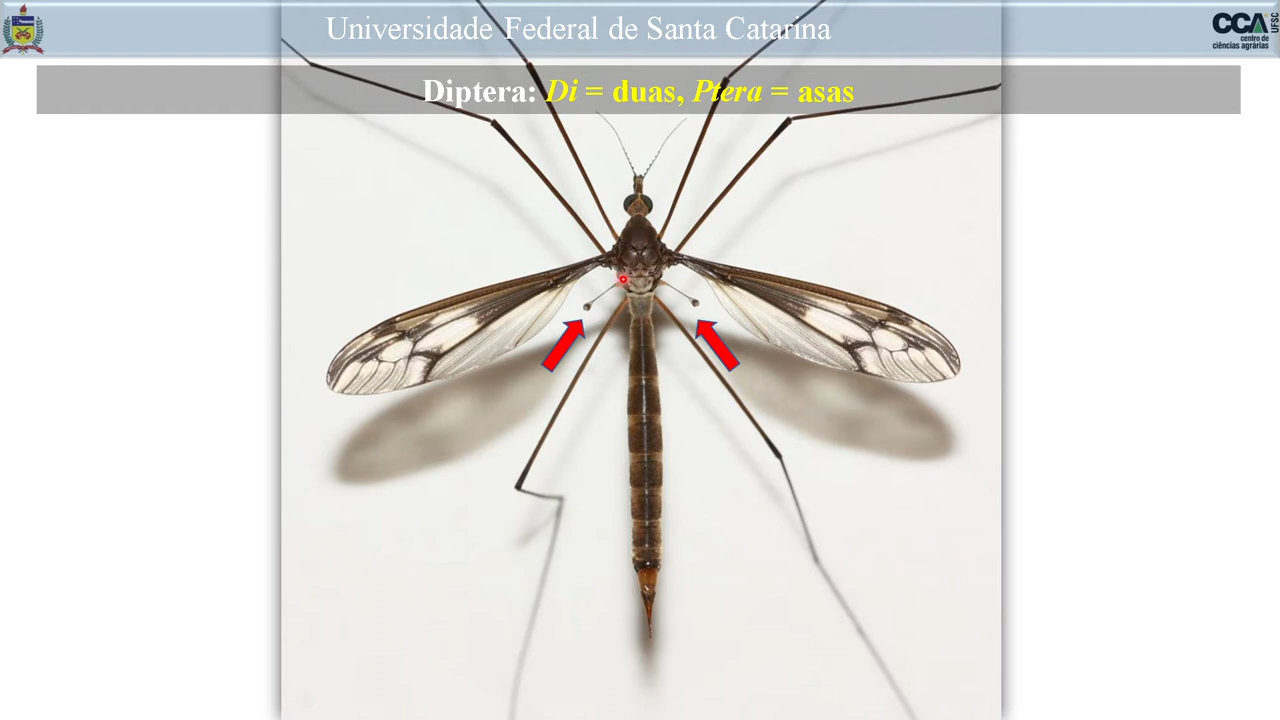 Universidade Federal de Santa Catarina
CCA
UFSC
centro de
ciências agrárias
Diptera: Di = duas, Ptera = asas